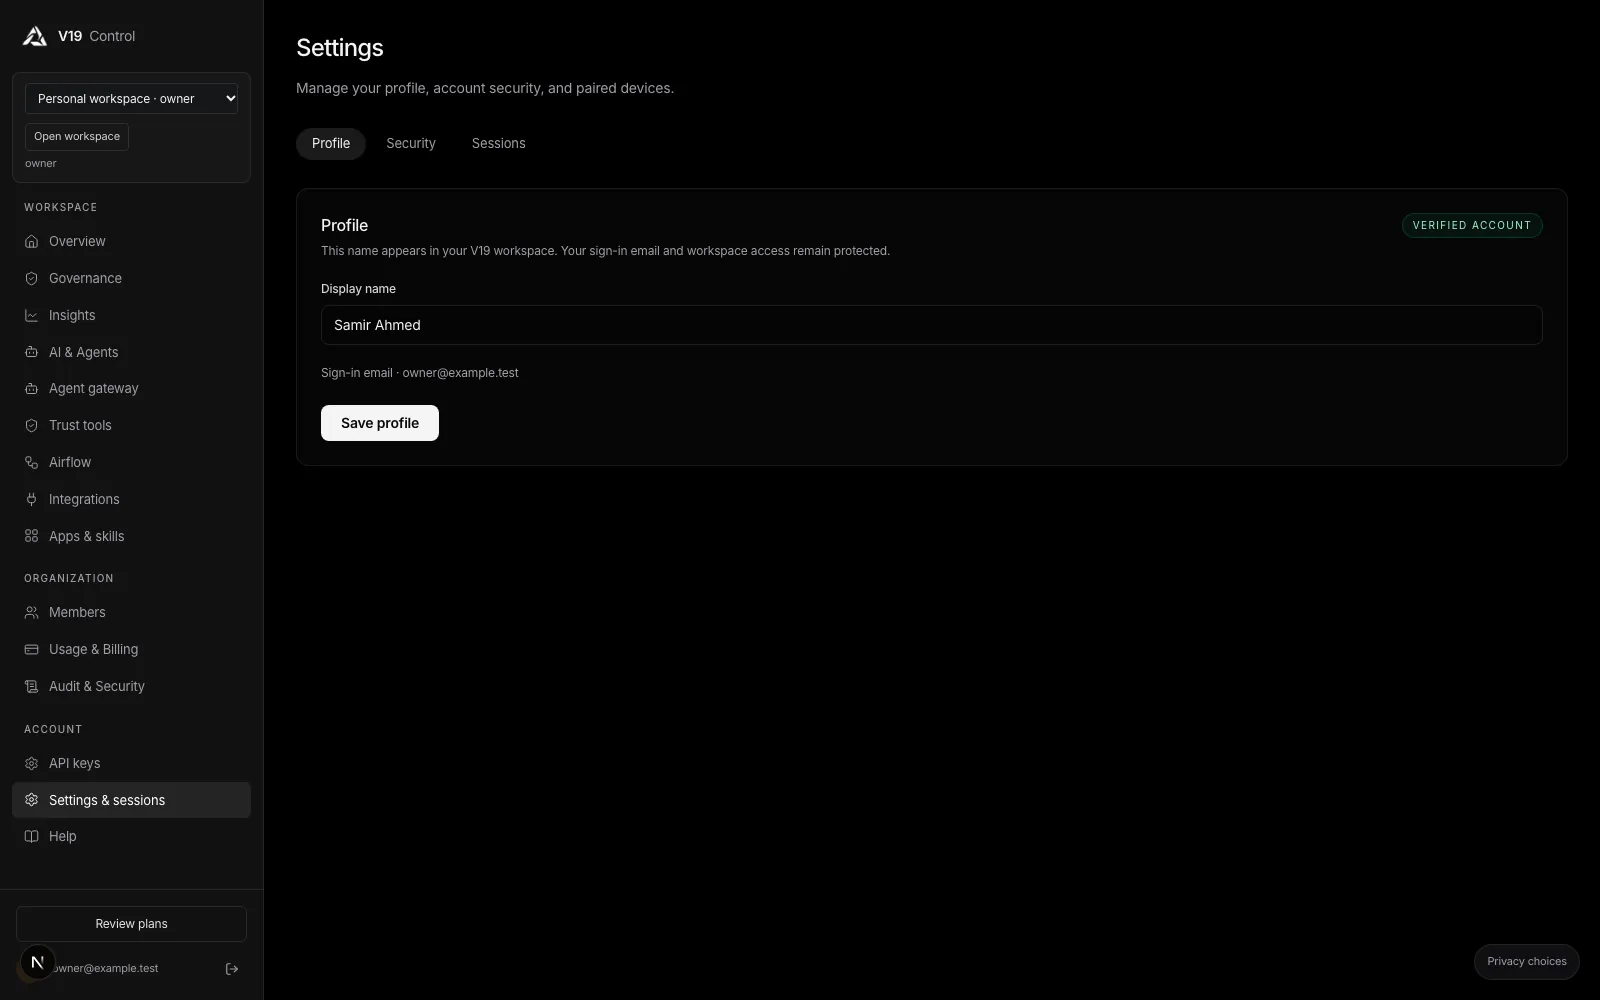 V19 Control
Personal workspace · owner
Open workspace
owner
WORKSPACE
Overview
Governance
Insights
AI & Agents
Agent gateway
Trust tools
Airflow
Integrations
Apps & skills
ORGANIZATION
Members
Usage & Billing
Audit & Security
ACCOUNT
API keys
Settings & sessions
Help
Review plans
N
owner@example.test
Settings
Manage your profile, account security, and paired devices.
Profile
Security
Sessions
Profile
VERIFIED ACCOUNT
This name appears in your V19 workspace. Your sign-in email and workspace access remain protected.
Display name
Samir Ahmed
Sign-in email · owner@example.test
Save profile
Privacy choices